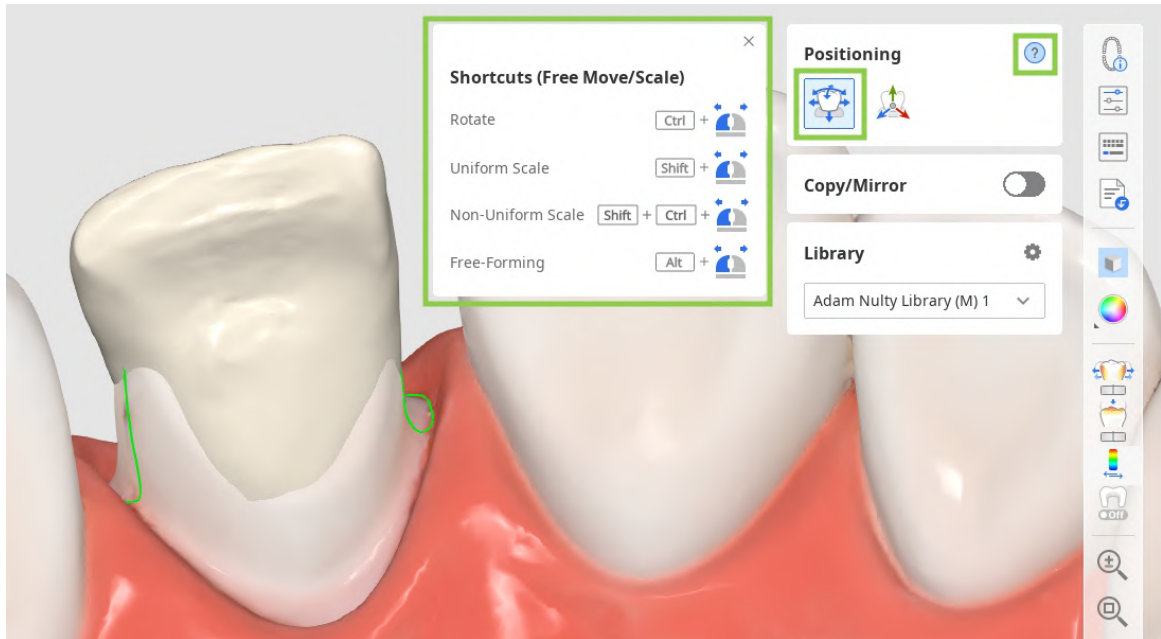 Shortcuts (Free Move/Scale)
Rotate Ctrl +
Uniform Scale Shift +
Non-Uniform Scale Shift + Ctrl +
Free-Forming Alt +
Positioning ?
Copy/Mirror
Library
Adam Nulty Library (M) 1
Off